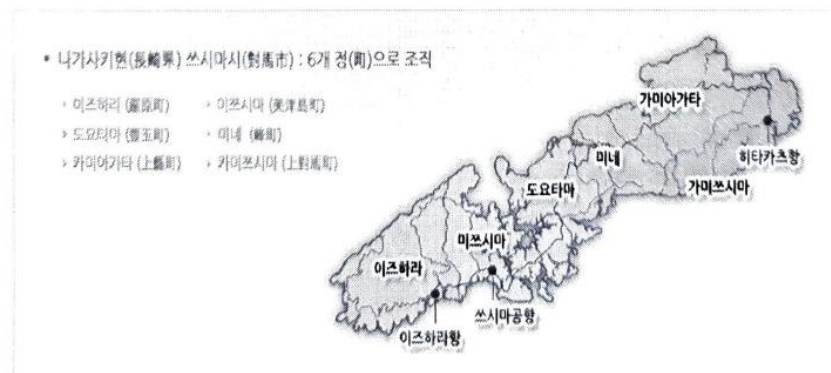 • 나가사키현(長崎県) 쓰시마시(對馬市) : 6개 정(町)으로 조직
› 이즈하라 (嚴原町) › 미쓰시마 (美津島町)
› 도요타마 (豊玉町) › 미네 (峰町)
› 카미아가타 (上縣町) › 카미쓰시마 (上對馬町)
가미아가타
미네
히타카츠항
도요타마
가미쓰시마
미쓰시마
이즈하라
쓰시마공항
이즈하라항